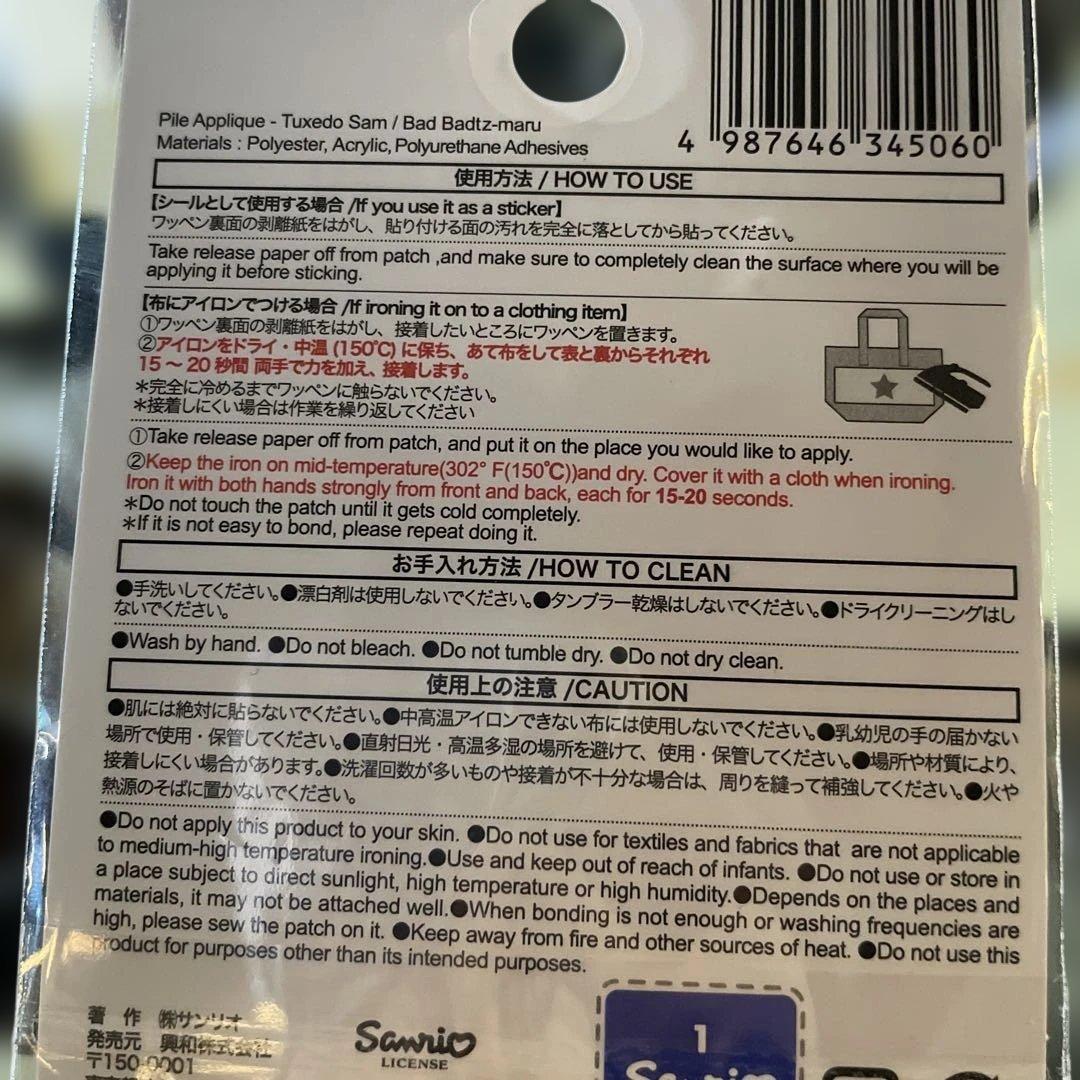 Pile Applique - Tuxedo Sam / Bad Badtz-maru
Materials : Polyester, Acrylic, Polyurethane Adhesives
4 987646 345060
使用方法 / HOW TO USE
【シールとして使用する場合 /If you use it as a sticker】
ワッペン裏面の剥離紙をはがし、貼り付ける面の汚れを完全に落としてから貼ってください。
Take release paper off from patch ,and make sure to completely clean the surface where you will be
applying it before sticking.
【布にアイロンでつける場合 /If ironing it on to a clothing item】
①ワッペン裏面の剥離紙をはがし、接着したいところにワッペンを置きます。
②アイロンをドライ・中温 (150℃) に保ち、あて布をして表と裏からそれぞれ
15 ～ 20 秒間 両手で力を加え、接着します。
＊完全に冷めるまでワッペンに触らないでください。
＊接着しにくい場合は作業を繰り返してください
①Take release paper off from patch, and put it on the place you would like to apply.
②Keep the iron on mid-temperature(302° F(150℃))and dry. Cover it with a cloth when ironing.
Iron it with both hands strongly from front and back, each for 15-20 seconds.
＊Do not touch the patch until it gets cold completely.
＊If it is not easy to bond, please repeat doing it.
お手入れ方法 /HOW TO CLEAN
●手洗いしてください。●漂白剤は使用しないでください。●タンブラー乾燥はしないでください。●ドライクリーニングはし
ないでください。
●Wash by hand. ●Do not bleach. ●Do not tumble dry. ●Do not dry clean.
使用上の注意 /CAUTION
●肌には絶対に貼らないでください。●中高温アイロンできない布には使用しないでください。●乳幼児の手の届かない
場所で使用・保管してください。●直射日光・高温多湿の場所を避けて、使用・保管してください。●場所や材質により、
接着しにくい場合があります。●洗濯回数が多いものや接着が不十分な場合は、周りを縫って補強してください。●火や
熱源のそばに置かないでください。
●Do not apply this product to your skin. ●Do not use for textiles and fabrics that are not applicable
to medium-high temperature ironing.●Use and keep out of reach of infants. ●Do not use or store in
a place subject to direct sunlight, high temperature or high humidity.●Depends on the places and
materials, it may not be attached well.●When bonding is not enough or washing frequencies are
high, please sew the patch on it. ●Keep away from fire and other sources of heat. ●Do not use this
product for purposes other than its intended purposes.
著 作 ㈱サンリオ
発売元 興和株式会社
〒150-0001
Sanrio
LICENSE
1
Sanrio